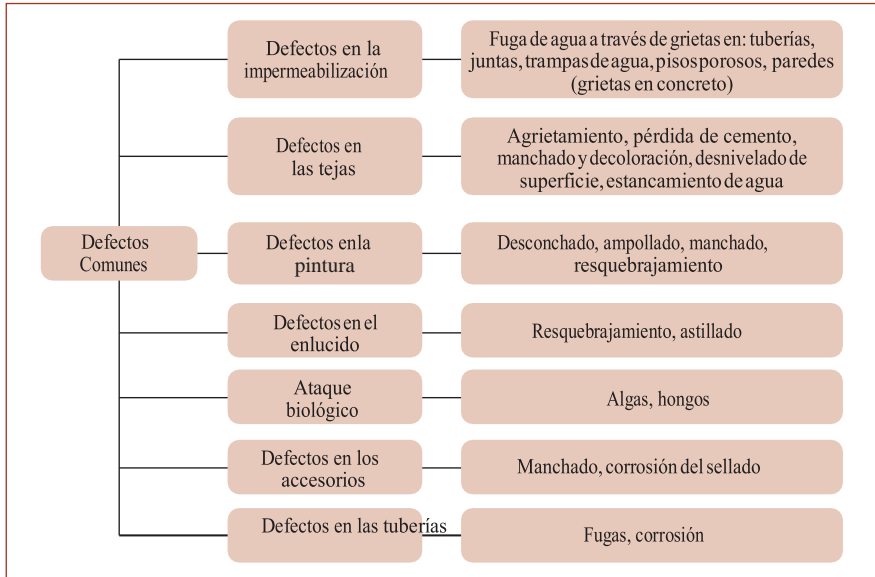 Defectos Comunes
Defectos en la
impermeabilización
Fuga de agua a través de grietas en: tuberías,
juntas, trampas de agua, pisos porosos, paredes
(grietas en concreto)
Defectos en
las tejas
Agrietamiento, pérdida de cemento,
manchado y decoloración, desnivelado de
superficie, estancamiento de agua
Defectos enla
pintura
Desconchado, ampollado, manchado,
resquebrajamiento
Defectos en el
enlucido
Resquebrajamiento, astillado
Ataque
biológico
Algas, hongos
Defectos en los
accesorios
Manchado, corrosión del sellado
Defectos en las tuberías
Fugas, corrosión